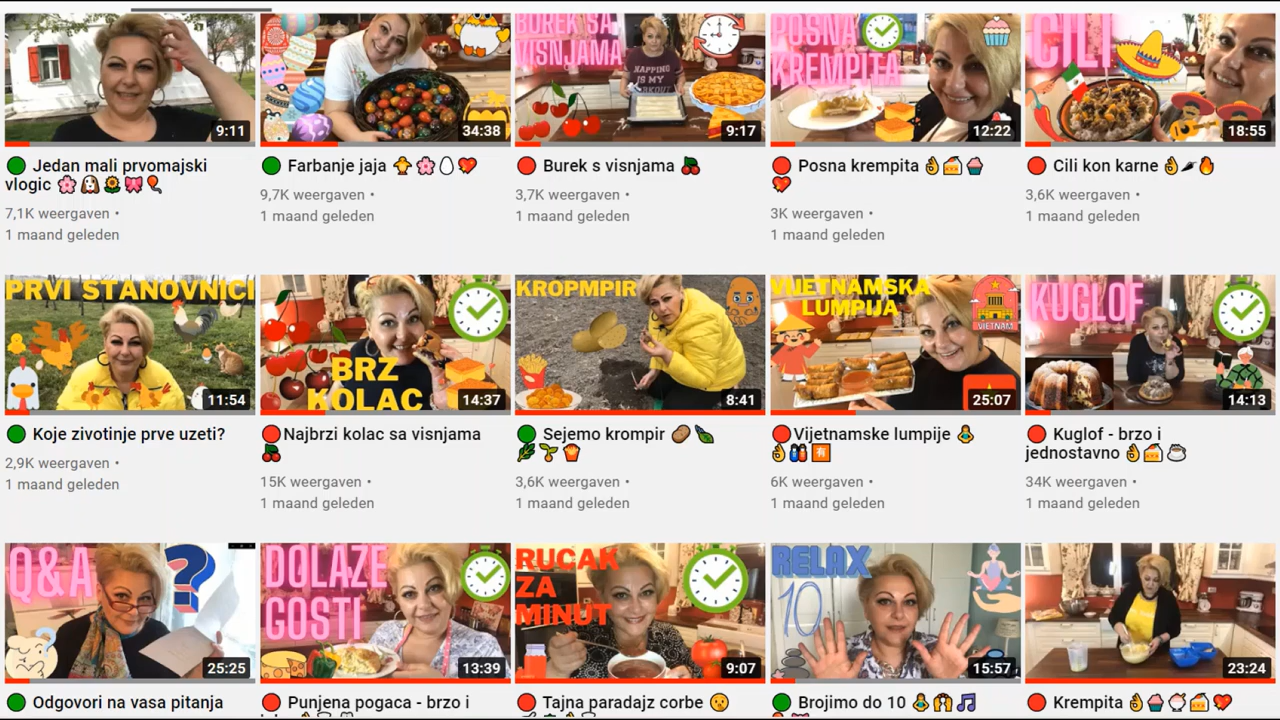 BUREK SA
VISNJAMA
NAPPING
IS MY
WORKOUT
POSNA
KREMPITA
CILI
9:11
34:38
9:17
12:22
18:55
Jedan mali prvomajski
vlogic
Farbanje jaja
Burek s visnjama
Posna krempita
Cili kon karne
7,1K weergaven •
1 maand geleden
9,7K weergaven •
1 maand geleden
3,7K weergaven •
1 maand geleden
3K weergaven •
1 maand geleden
3,6K weergaven •
1 maand geleden
PRVI STANOVNICI
BRZ
KOLAC
KROPMPIR
VIJETNAMSKA
LUMPIJA
VIETNAM
KUGLOF
11:54
14:37
8:41
25:07
14:13
Koje zivotinje prve uzeti?
Najbrzi kolac sa visnjama
Sejemo krompir
Vijetnamske lumpije
🈶
Kuglof - brzo i
jednostavno
2,9K weergaven •
1 maand geleden
15K weergaven •
1 maand geleden
3,6K weergaven •
1 maand geleden
6K weergaven •
1 maand geleden
34K weergaven •
1 maand geleden
Q&A
DOLAZE
GOSTI
RUCAK
ZA
MINUT
RELAX
10
25:25
13:39
9:07
15:57
23:24
Odgovori na vasa pitanja
Punjena pogaca - brzo i
Tajna paradajz corbe
Brojimo do 10
Krempita